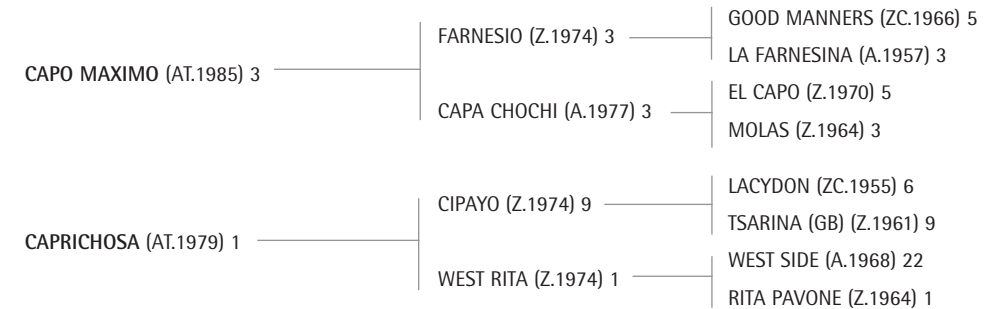 CAPO MAXIMO (AT.1985) 3
FARNESIO (Z.1974) 3
GOOD MANNERS (ZC.1966) 5
LA FARNESINA (A.1957) 3
CAPA CHOCHI (A.1977) 3
EL CAPO (Z.1970) 5
MOLAS (Z.1964) 3
CAPRICHOSA (AT.1979) 1
CIPAYO (Z.1974) 9
LACYDON (ZC.1955) 6
TSARINA (GB) (Z.1961) 9
WEST RITA (Z.1974) 1
WEST SIDE (A.1968) 22
RITA PAVONE (Z.1964) 1